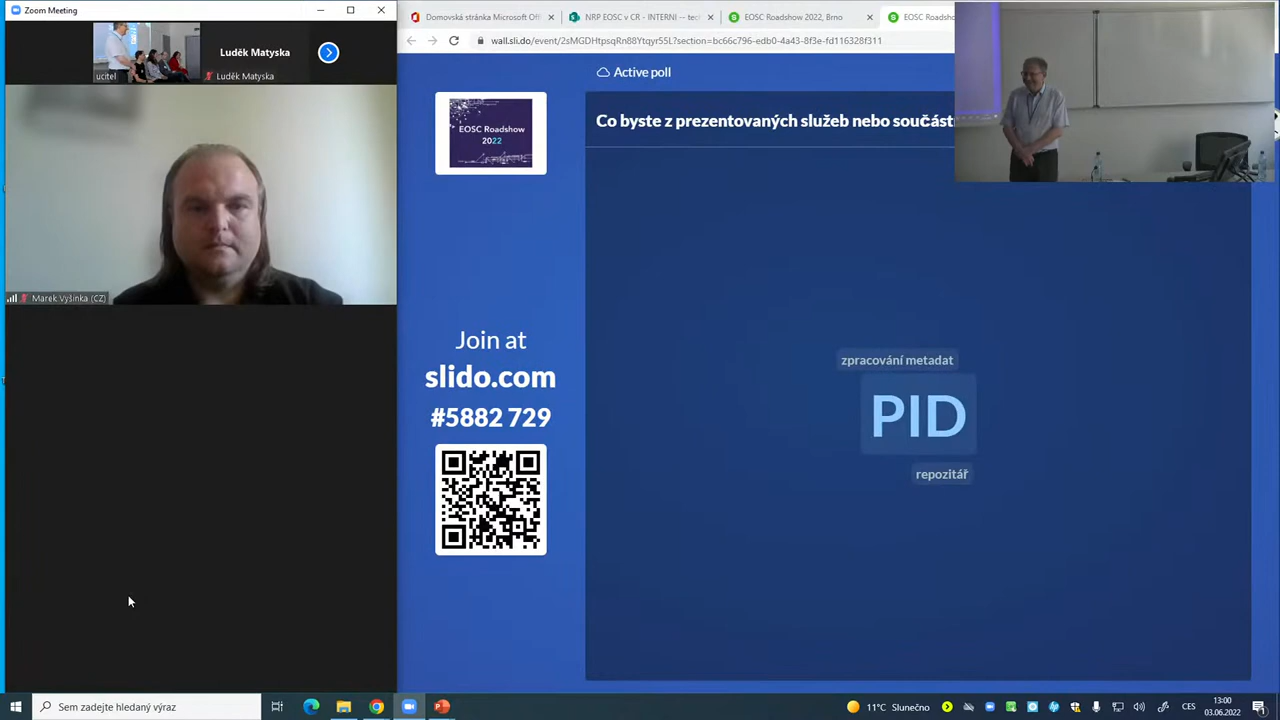 Zoom Meeting
ucitel
Luděk Matyska
Luděk Matyska
Marek Vyšinka (CZ)
Domovská stránka Microsoft Off
NRP EOSC v CR - INTERNI — tec
EOSC Roadshow 2022, Brno
EOSC Roadsho
wall.sli.do/event/2sMGDHtpsqRn88Ytqyr55L?section=bc66c796-edb0-4a43-8f3e-fd116328f311
Active poll
EOSC Roadshow
2022
Co byste z prezentovaných služeb nebo součást
Join at
slido.com
#5882 729
zpracování metadat
PID
repozitář
Sem zadejte hledaný výraz
11°C Slunečno
CES
13:00
03.06.2022
1